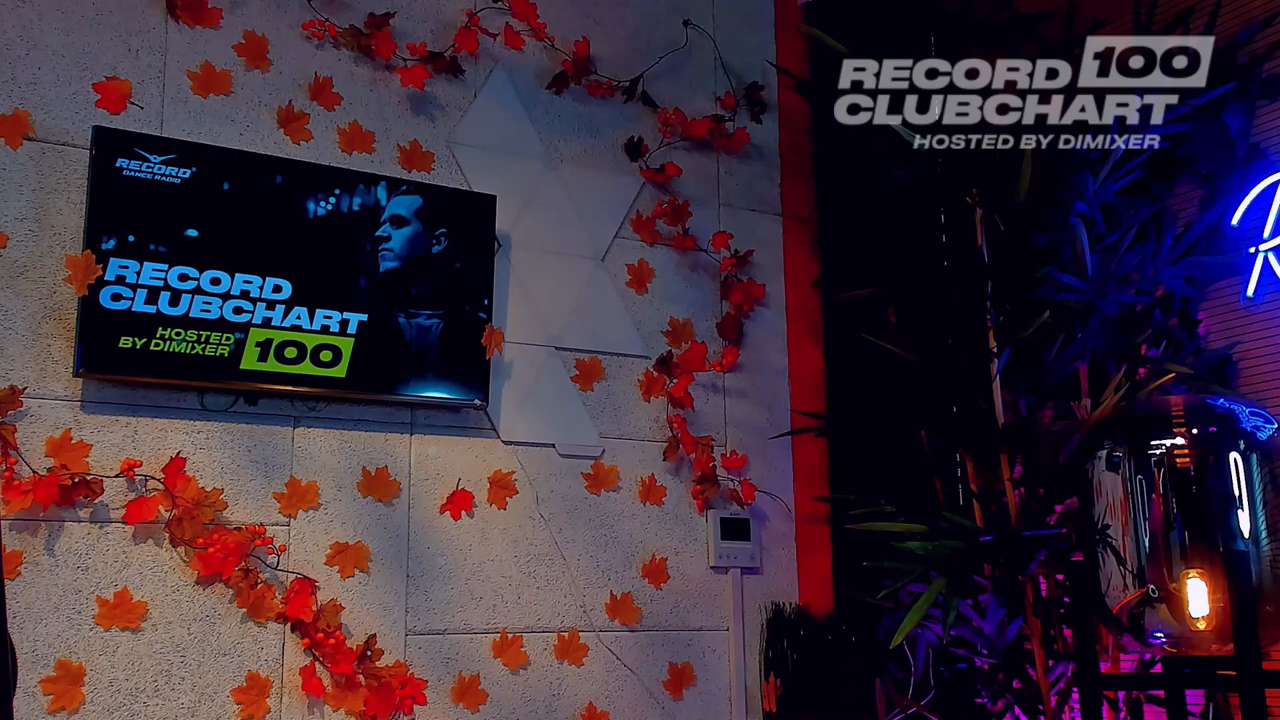 RECORD
DANCE RADIO
RECORD
CLUBCHART
HOSTED
BY DIMIXER
100
RECORD 100
CLUBCHART
HOSTED BY DIMIXER